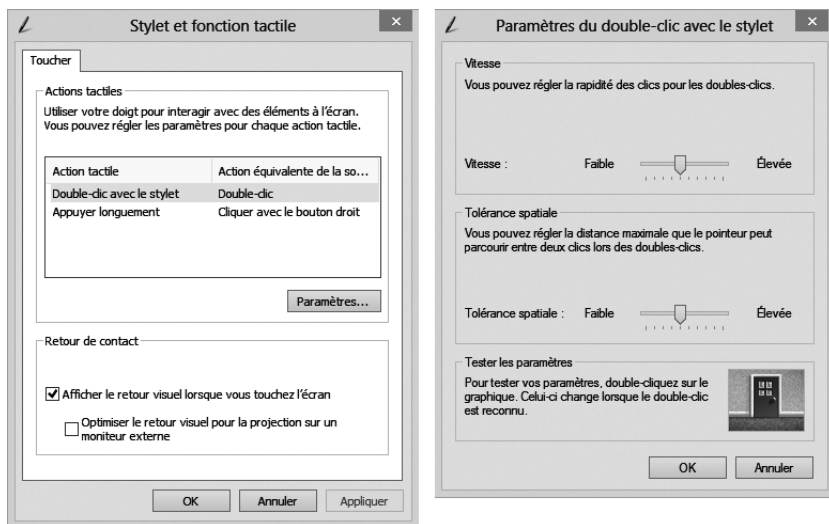 Stylet et fonction tactile
Toucher
Actions tactiles
Utiliser votre doigt pour interagir avec des éléments à l'écran.
Vous pouvez régler les paramètres pour chaque action tactile.
Action tactile Action équivalente de la so...
Double-clic avec le stylet Double-clic
Appuyer longuement Cliquer avec le bouton droit
Paramètres...
Retour de contact
Afficher le retour visuel lorsque vous touchez l'écran
Optimiser le retour visuel pour la projection sur un
moniteur externe
OK Annuler Appliquer
Paramètres du double-clic avec le stylet
Vitesse
Vous pouvez régler la rapidité des clics pour les doubles-clics.
Vitesse : Faible Élevée
Tolérance spatiale
Vous pouvez régler la distance maximale que le pointeur peut
parcourir entre deux clics lors des doubles-clics.
Tolérance spatiale : Faible Élevée
Tester les paramètres
Pour tester vos paramètres, double-cliquez sur le
graphique. Celui-ci change lorsque le double-clic
est reconnu.
OK Annuler